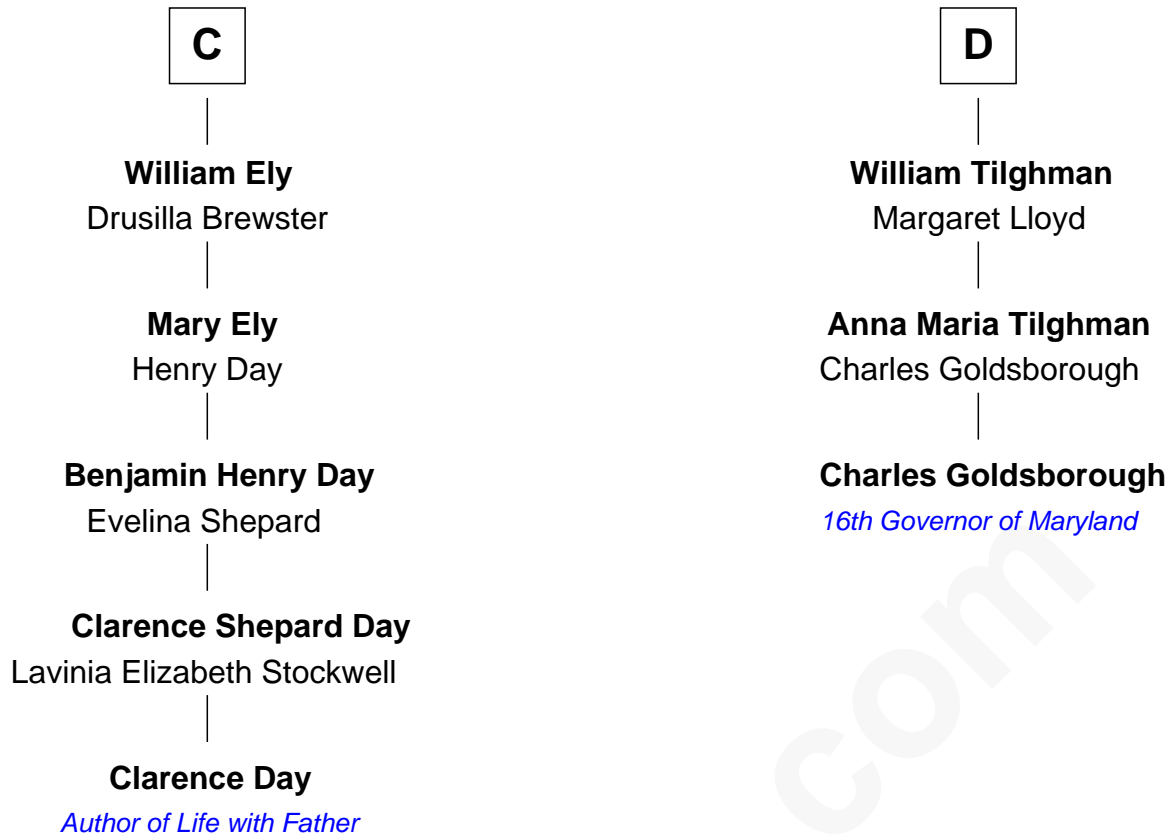 C
William Ely
Drusilla Brewster
Mary Ely
Henry Day
Benjamin Henry Day
Evelina Shepard
Clarence Shepard Day
Lavinia Elizabeth Stockwell
Clarence Day
Author of Life with Father
D
William Tilghman
Margaret Lloyd
Anna Maria Tilghman
Charles Goldsborough
Charles Goldsborough
16th Governor of Maryland
com